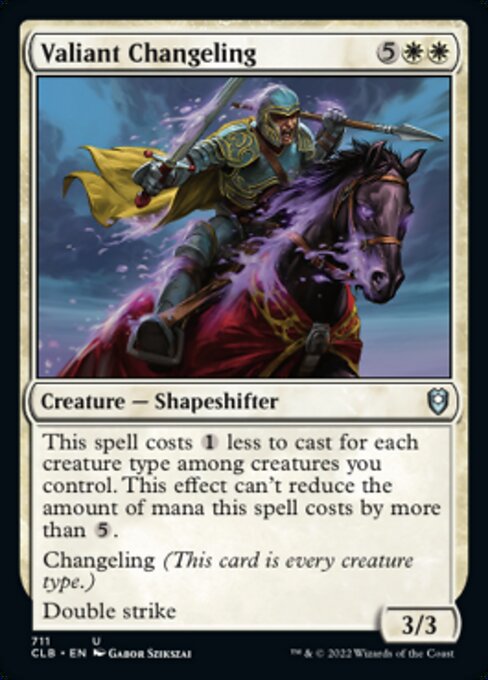 Valiant Changeling 5
Creature — Shapeshifter
This spell costs 1 less to cast for each
creature type among creatures you
control. This effect can't reduce the
amount of mana this spell costs by more
than 5.
Changeling (This card is every creature
type.)
Double strike
3/3
711 U
CLB • EN Gabor Szikszai
™ & © 2022 Wizards of the Coast